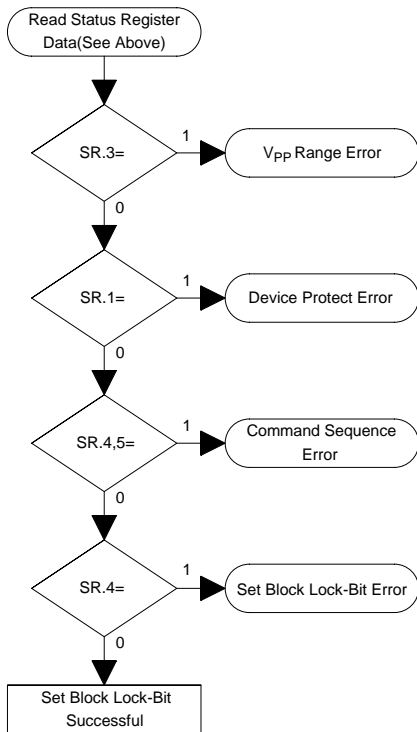 Read Status Register
Data(See Above)
SR.3=
1
VPP Range Error
0
SR.1=
1
Device Protect Error
0
SR.4,5=
1
Command Sequence
Error
0
SR.4=
1
Set Block Lock-Bit Error
0
Set Block Lock-Bit
Successful